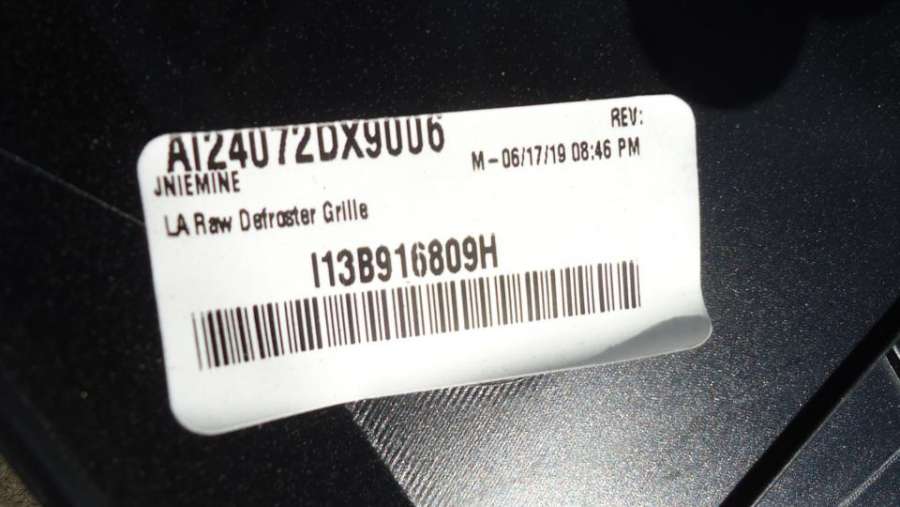 AI24072DX9006
REV:
JNIEMINE
M-06/17/19 08:46 PM
LA Raw Defroster Grille
I13B916809H